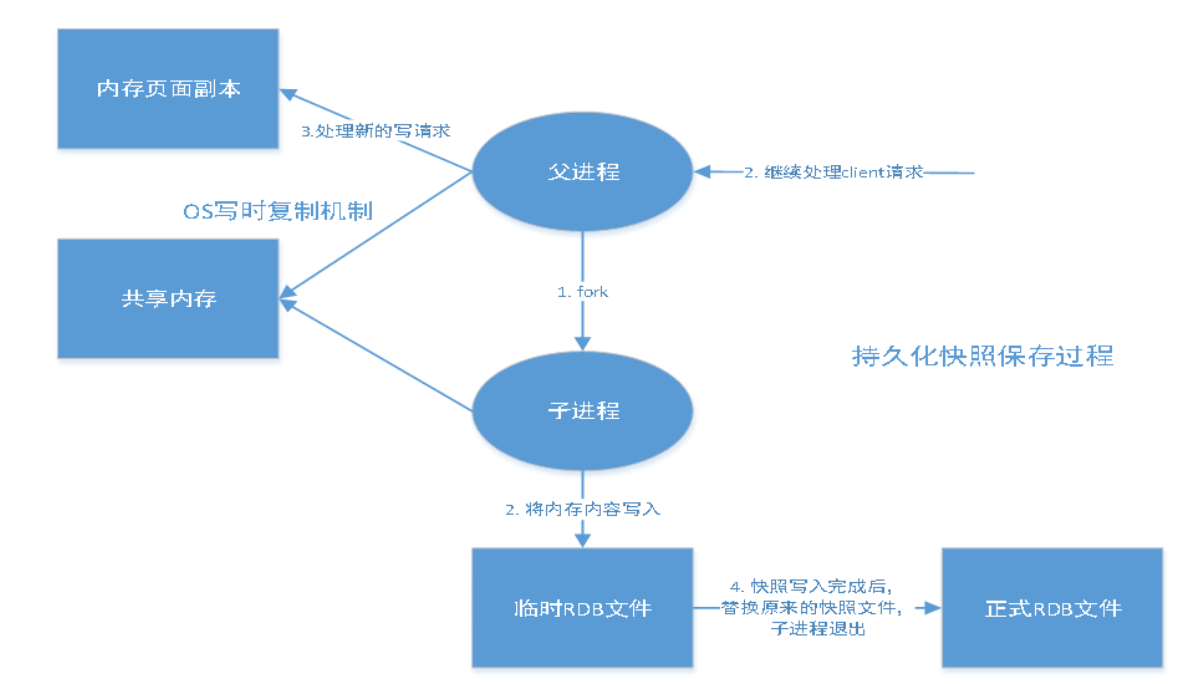 内存页面副本
3.处理新的写请求
父进程
2. 继续处理client请求
OS写时复制机制
共享内存
1. fork
持久化快照保存过程
子进程
2. 将内存内容写入
临时RDB文件
4. 快照写入完成后,
替换原来的快照文件,
子进程退出
正式RDB文件